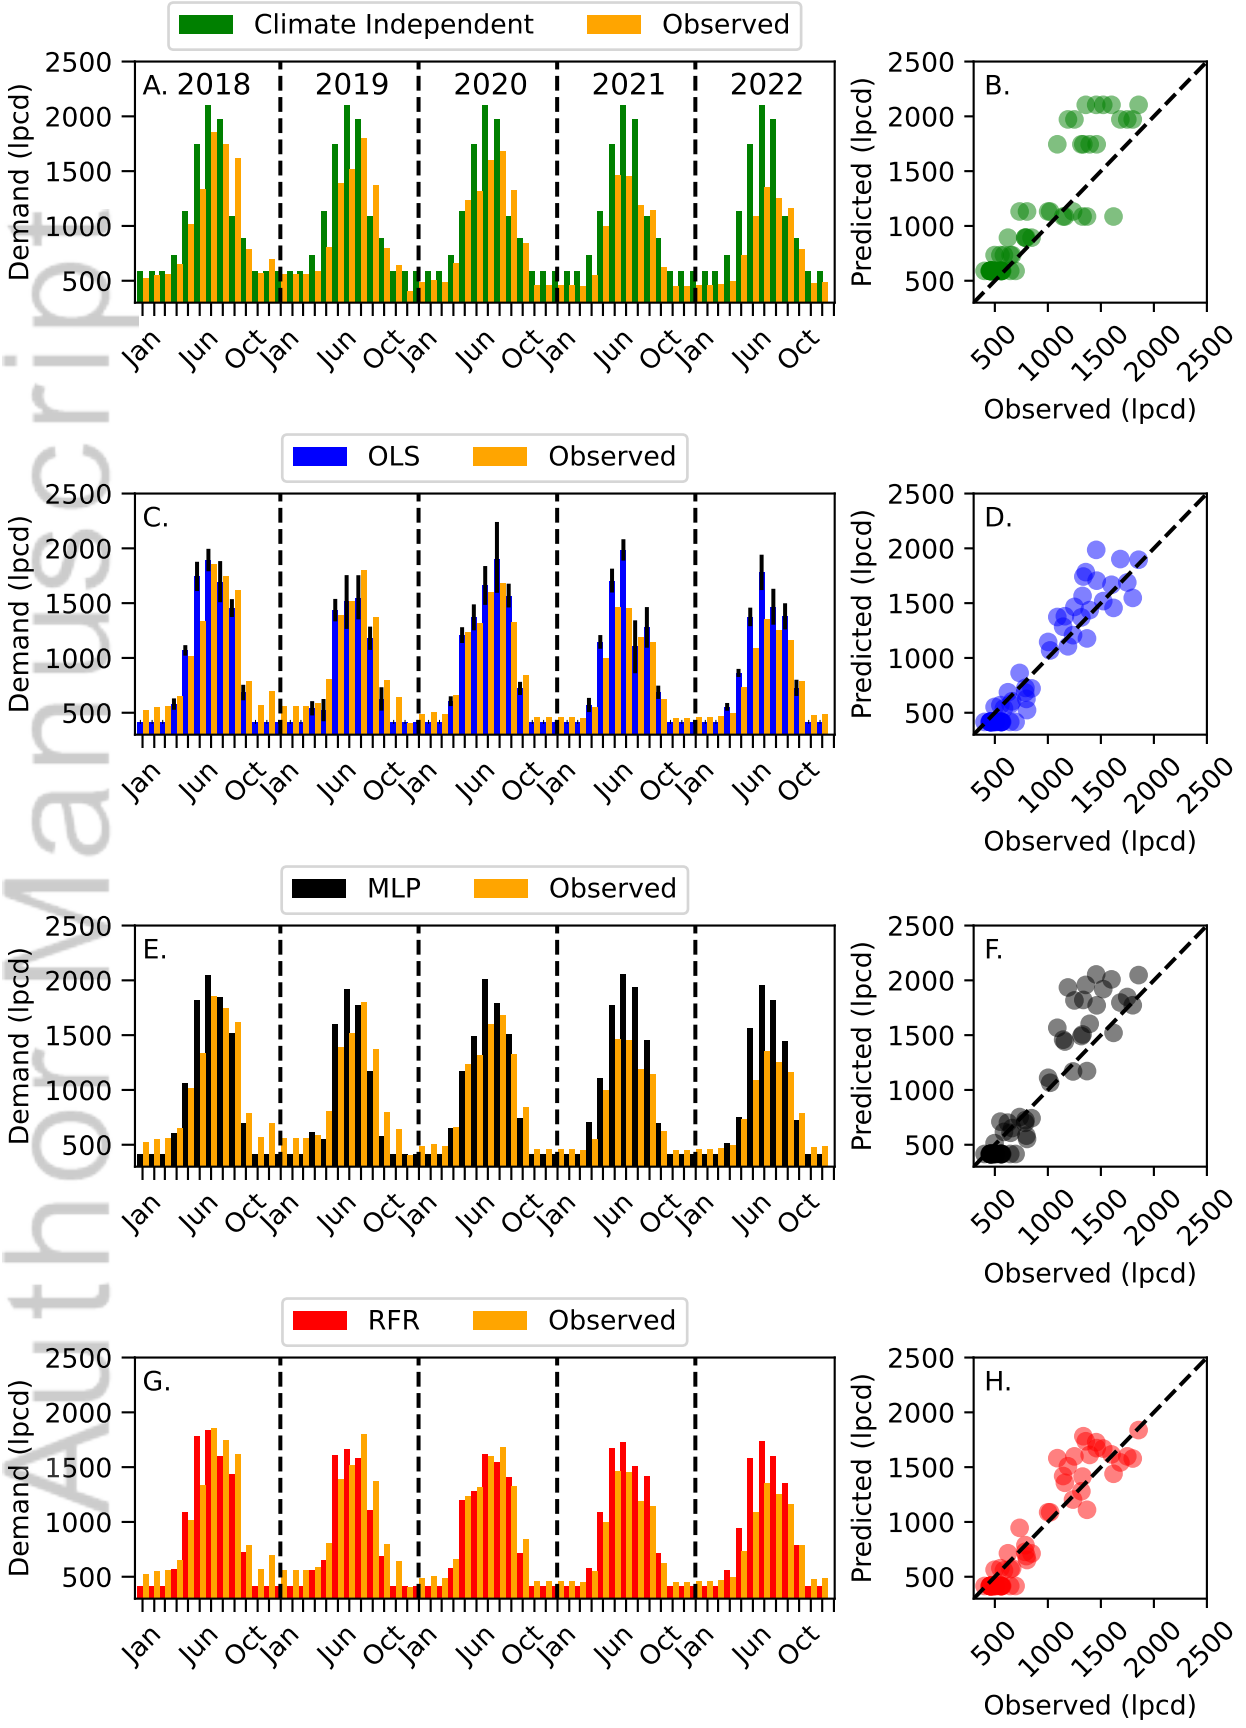 Climate Independent Observed
A. 2018 2019 2020 2021 2022
Demand (lpcd)
2500
2000
1500
1000
500
Jan Jun Oct Jan Jun Oct Jan Jun Oct Jan Jun Oct Jan Jun Oct
B.
Predicted (lpcd)
2500
2000
1500
1000
500
500 1000 1500 2000 2500
Observed (lpcd)
OLS Observed
C.
Demand (lpcd)
2500
2000
1500
1000
500
Jan Jun Oct Jan Jun Oct Jan Jun Oct Jan Jun Oct Jan Jun Oct
D.
Predicted (lpcd)
2500
2000
1500
1000
500
500 1000 1500 2000 2500
Observed (lpcd)
MLP Observed
E.
Demand (lpcd)
2500
2000
1500
1000
500
Jan Jun Oct Jan Jun Oct Jan Jun Oct Jan Jun Oct Jan Jun Oct
F.
Predicted (lpcd)
2500
2000
1500
1000
500
500 1000 1500 2000 2500
Observed (lpcd)
RFR Observed
G.
Demand (lpcd)
2500
2000
1500
1000
500
Jan Jun Oct Jan Jun Oct Jan Jun Oct Jan Jun Oct Jan Jun Oct
H.
Predicted (lpcd)
2500
2000
1500
1000
500
500 1000 1500 2000 2500
Observed (lpcd)
Author Manuscript